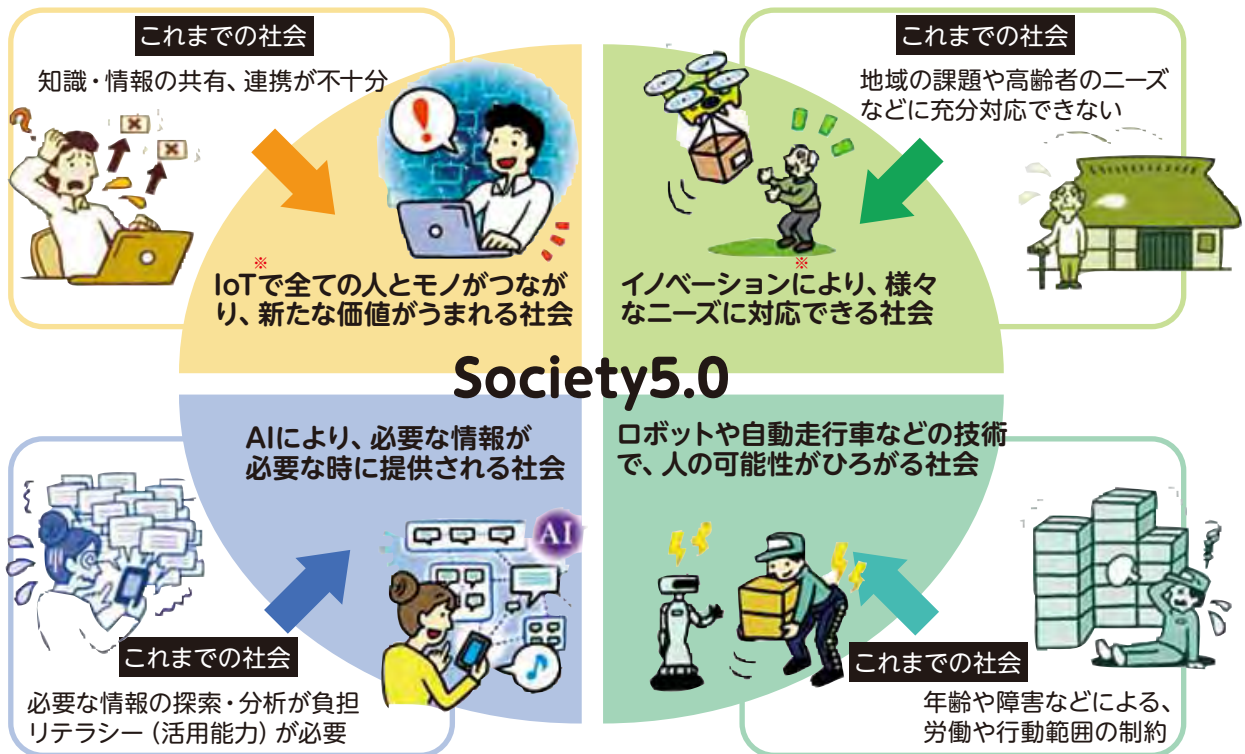 これまでの社会
知識・情報の共有、連携が不十分
※
IoTで全ての人とモノがつなが
り、新たな価値がうまれる社会
これまでの社会
地域の課題や高齢者のニーズ
などに充分対応できない
※
イノベーションにより、様々
なニーズに対応できる社会
Society5.0
AIにより、必要な情報が
必要な時に提供される社会
AI
これまでの社会
必要な情報の探索・分析が負担
リテラシー（活用能力）が必要
ロボットや自動走行車などの技術
で、人の可能性がひろがる社会
これまでの社会
年齢や障害などによる、
労働や行動範囲の制約